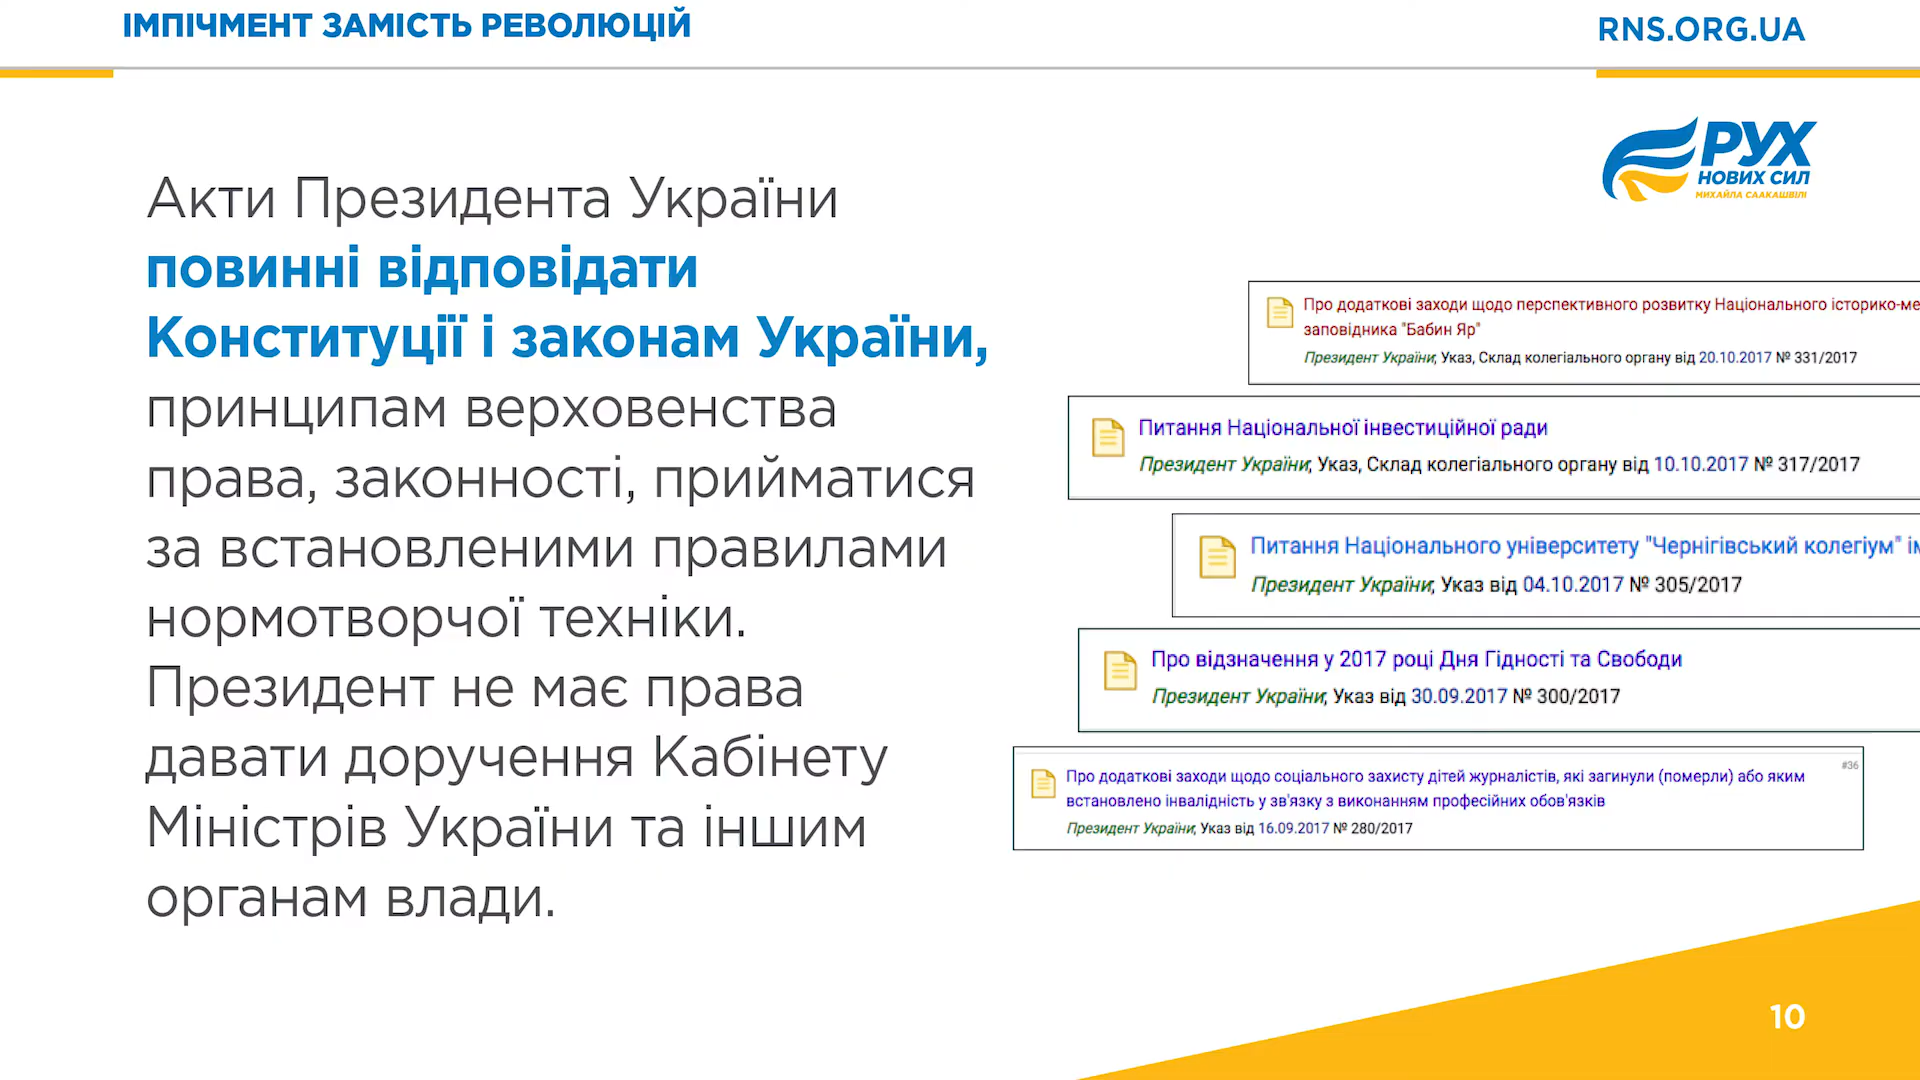 ІМПІЧМЕНТ ЗАМІСТЬ РЕВОЛЮЦІЙ
RNS.ORG.UA
РУХ
НОВИХ СИЛ
МИХАЙЛА СААКАШВІЛІ
Акти Президента України
повинні відповідати
Конституції і законам України,
принципам верховенства
права, законності, прийматися
за встановленими правилами
нормотворчої техніки.
Президент не має права
давати доручення Кабінету
Міністрів України та іншим
органам влади.
Про додаткові заходи щодо перспективного розвитку Національного історико-ме
заповідника "Бабин Яр"
Президент України; Указ, Склад колегіального органу від 20.10.2017 № 331/2017
Питання Національної інвестиційної ради
Президент України; Указ, Склад колегіального органу від 10.10.2017 № 317/2017
Питання Національного університету "Чернігівський колегіум" ім
Президент України; Указ від 04.10.2017 № 305/2017
Про відзначення у 2017 році Дня Гідності та Свободи
Президент України; Указ від 30.09.2017 № 300/2017
#36
Про додаткові заходи щодо соціального захисту дітей журналістів, які загинули (померли) або яким
встановлено інвалідність у зв'язку з виконанням професійних обов'язків
Президент України; Указ від 16.09.2017 № 280/2017
10